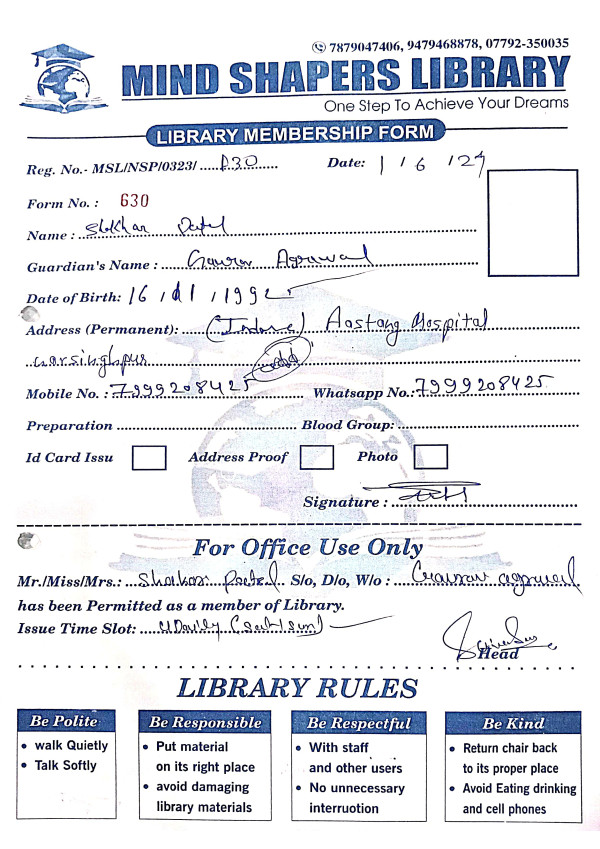 7879047406, 9479468878, 07792-350035
MIND SHAPERS LIBRARY
One Step To Achieve Your Dreams
LIBRARY MEMBERSHIP FORM
Reg. No.- MSL/NSP/0323/ Date: 1 / 6 / 24
Form No. : 630
Name : Shekhar Patel
Guardian's Name : Gaurav Agrawal
Date of Birth: 16 / 01 / 1992
Address (Permanent): (Indore) Aastang Hospital
narsinghpur
Mobile No. : 7999208425 Whatsapp No.: 7999208425
Preparation Blood Group:
Id Card Issu Address Proof Photo
Signature :
For Office Use Only
Mr./Miss/Mrs.: Patel S/o, D/o, W/o : Gaurav agrawal
has been Permitted as a member of Library.
Issue Time Slot:
Head
LIBRARY RULES
Be Polite
• walk Quietly
• Talk Softly
Be Responsible
• Put material
on its right place
• avoid damaging
library materials
Be Respectful
• With staff
and other users
• No unnecessary
interruotion
Be Kind
• Return chair back
to its proper place
• Avoid Eating drinking
and cell phones